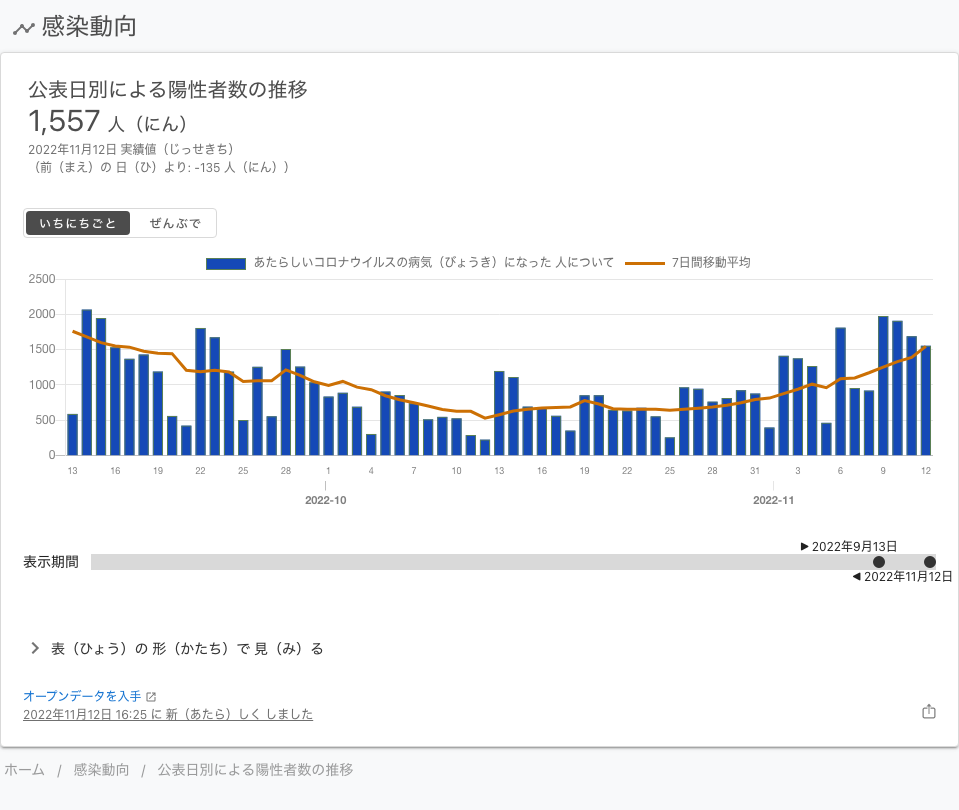 感染動向
公表日別による陽性者数の推移
1,557 人（にん）
2022年11月12日 実績値（じっせきち）
（前（まえ）の 日（ひ）より: -135 人（にん））
いちにちごと ぜんぶで
あたらしいコロナウイルスの病気（びょうき）になった 人について 7日間移動平均
2500
2000
1500
1000
500
0
13 16 19 22 25 28 1 4 7 10 13 16 19 22 25 28 31 3 6 9 12
2022-10 2022-11
2022年9月13日
表示期間
2022年11月12日
表（ひょう）の 形（かたち）で 見（み）る
オープンデータを入手
2022年11月12日 16:25 に 新（あたら）しく しました
ホーム / 感染動向 / 公表日別による陽性者数の推移